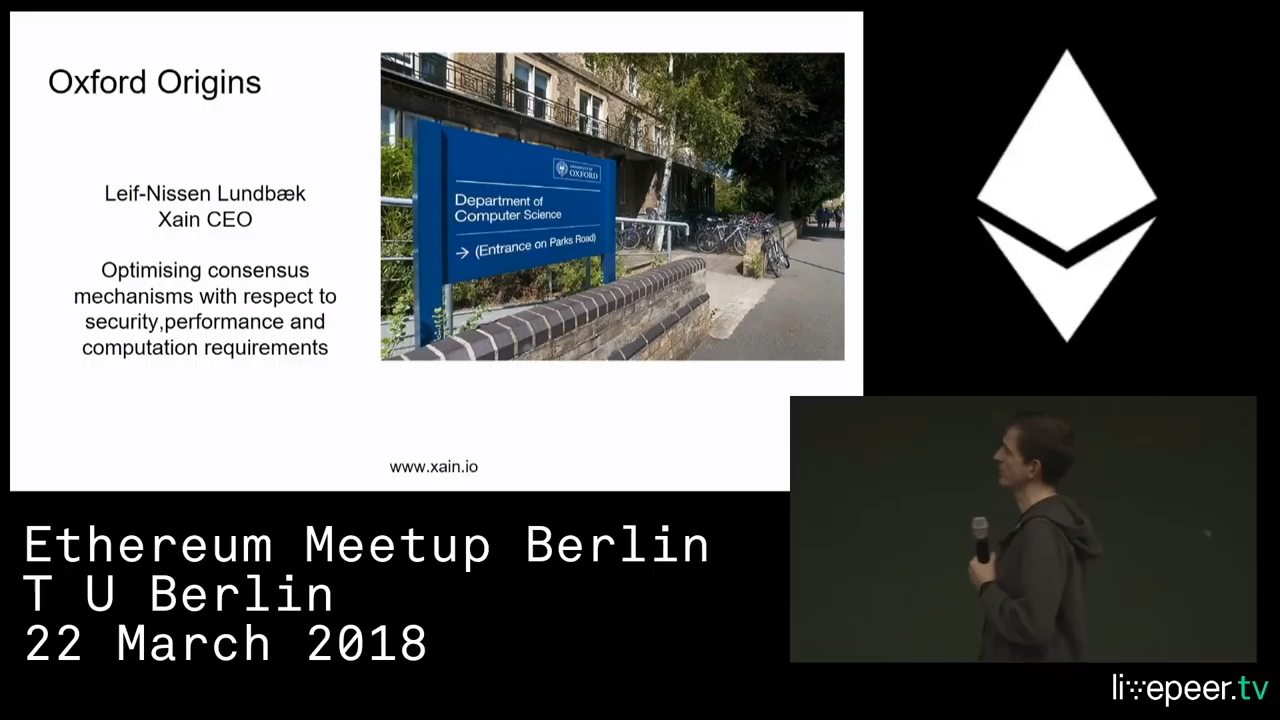 Oxford Origins
Leif-Nissen Lundbæk
Xain CEO
Optimising consensus
mechanisms with respect to
security,performance and
computation requirements
UNIVERSITY OF
OXFORD
Department of
Computer Science
→ (Entrance on Parks Road)
www.xain.io
Ethereum Meetup Berlin
T U Berlin
22 March 2018
livepeer.tv